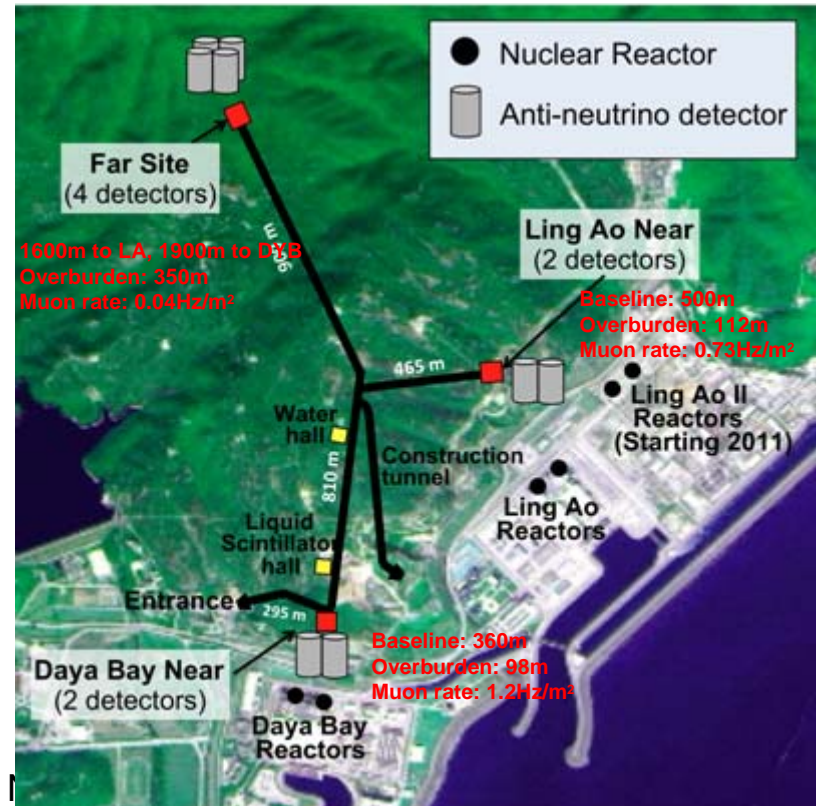 Nuclear Reactor
Anti-neutrino detector
Far Site
(4 detectors)
1600m to LA, 1900m to DYB
Overburden: 350m
Muon rate: 0.04Hz/m²
Ling Ao Near
(2 detectors)
Baseline: 500m
Overburden: 112m
Muon rate: 0.73Hz/m²
465 m
Ling Ao II
Reactors
(Starting 2011)
Water
hall
810 m
Construction
tunnel
Ling Ao
Reactors
Liquid
Scintillator
hall
Entrance
295 m
Baseline: 360m
Overburden: 98m
Muon rate: 1.2Hz/m²
Daya Bay Near
(2 detectors)
Daya Bay
Reactors